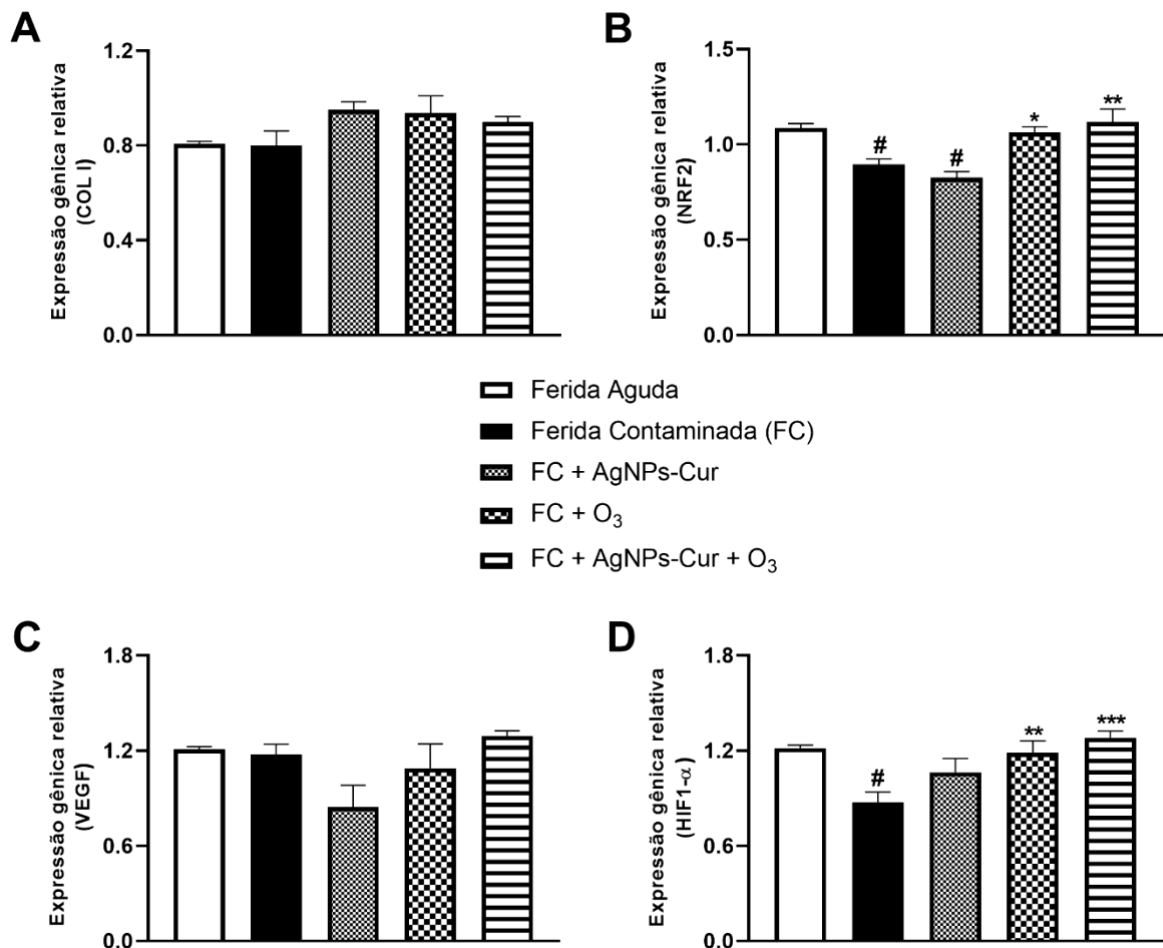 A
Expressão gênica relativa
(COL I)
1.2
0.8
0.4
0.0
B
Expressão gênica relativa
(NRF2)
1.5
1.0
0.5
0.0
#
#
*
**
Ferida Aguda
Ferida Contaminada (FC)
FC + AgNPs-Cur
FC + O₃
FC + AgNPs-Cur + O₃
C
Expressão gênica relativa
(VEGF)
1.8
1.2
0.6
0.0
D
Expressão gênica relativa
(HIF1-α)
1.8
1.2
0.6
0.0
#
**
***